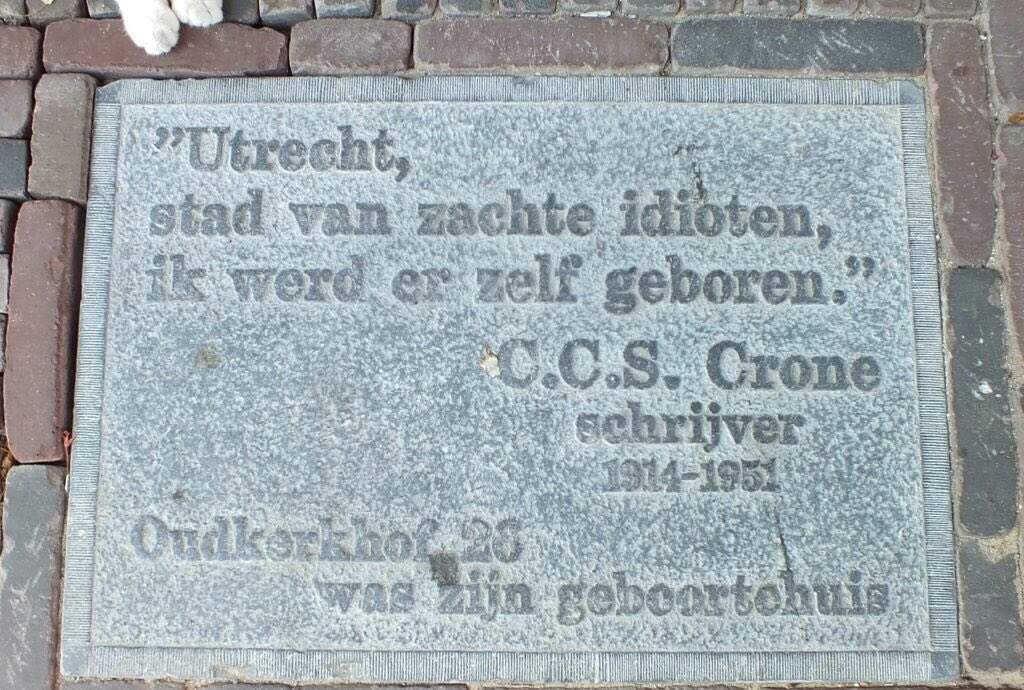 ”Utrecht,
stad van zachte idioten,
ik werd er zelf geboren.”
C.C.S. Crone
schrijver
1914-1951
Oudkerkhof 26
was zijn geboortehuis